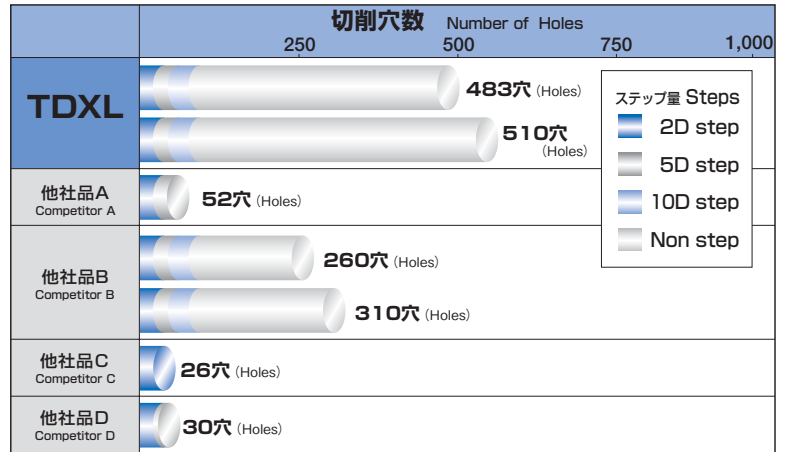 切削穴数 Number of Holes
250 500 750 1,000
TDXL
483穴 (Holes)
510穴
(Holes)
ステップ量 Steps
2D step
5D step
10D step
Non step
他社品A
Competitor A
52穴 (Holes)
他社品B
Competitor B
260穴 (Holes)
310穴 (Holes)
他社品C
Competitor C
26穴 (Holes)
他社品D
Competitor D
30穴 (Holes)